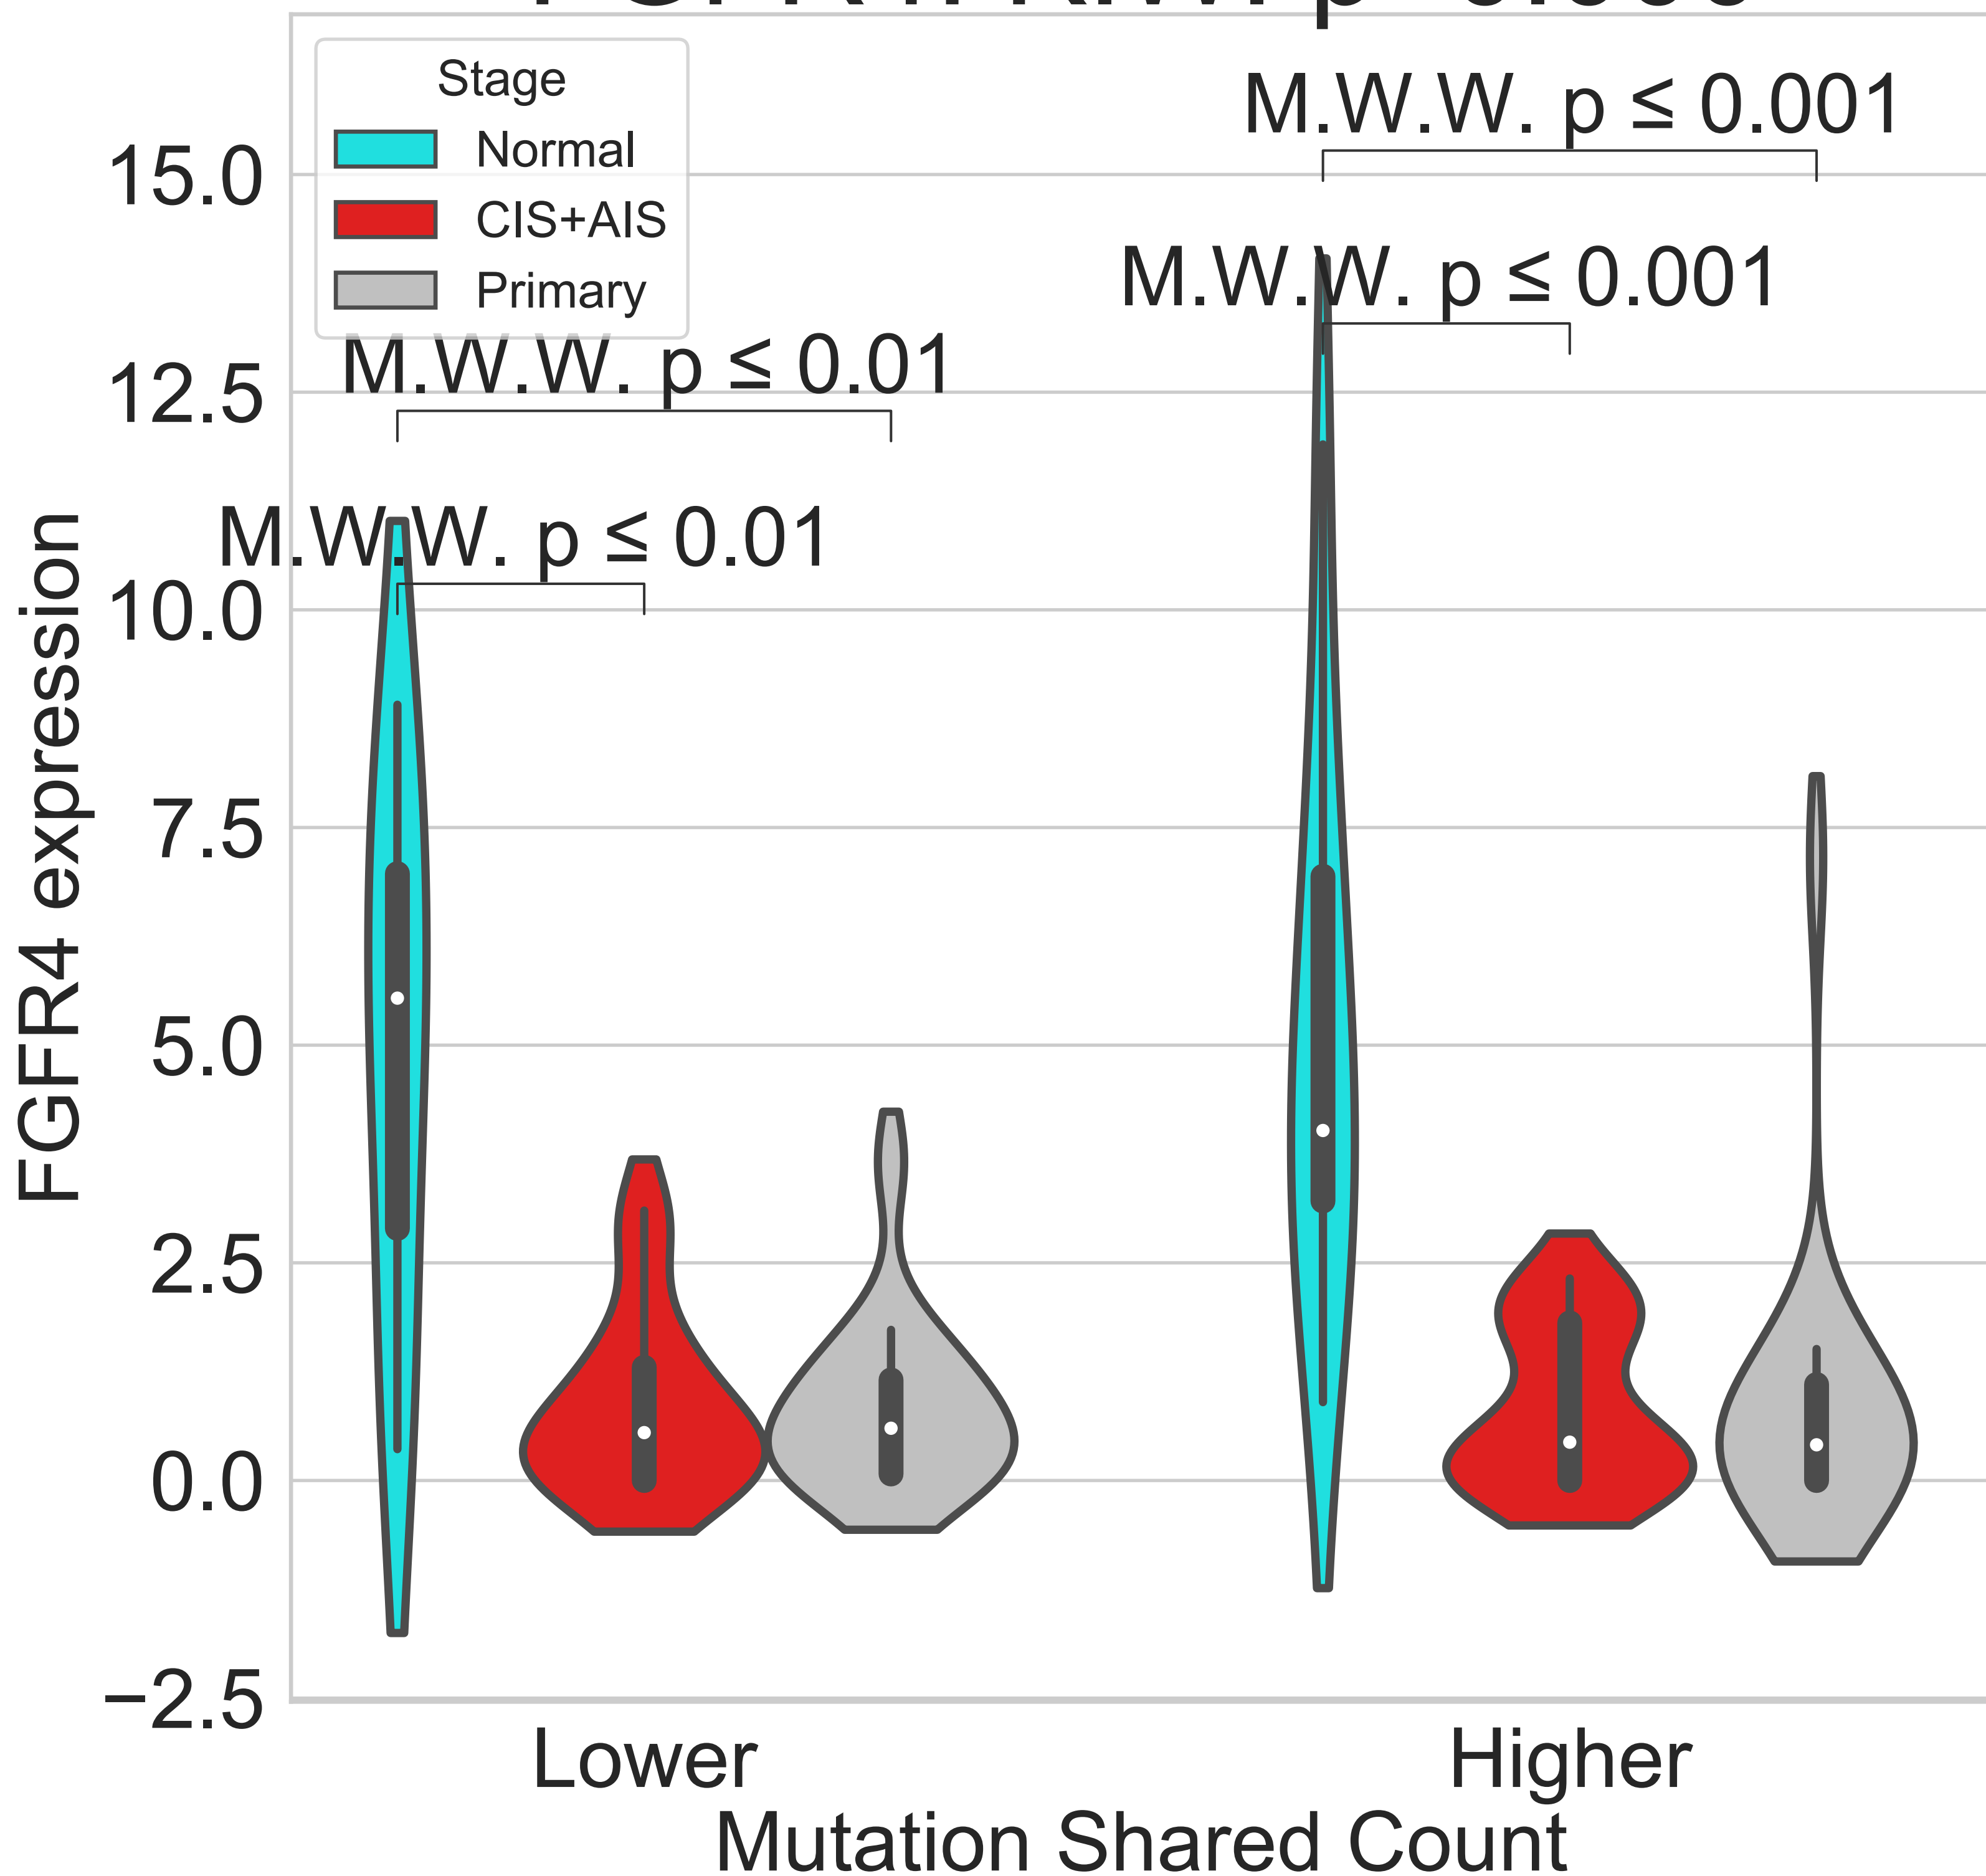 Stage
Normal
CIS+AIS
Primary
M.W.W. p ≤ 0.001
M.W.W. p ≤ 0.001
M.W.W. p ≤ 0.01
M.W.W. p ≤ 0.01
15.0
12.5
10.0
7.5
5.0
2.5
0.0
−2.5
FGFR4 expression
Lower
Higher
Mutation Shared Count